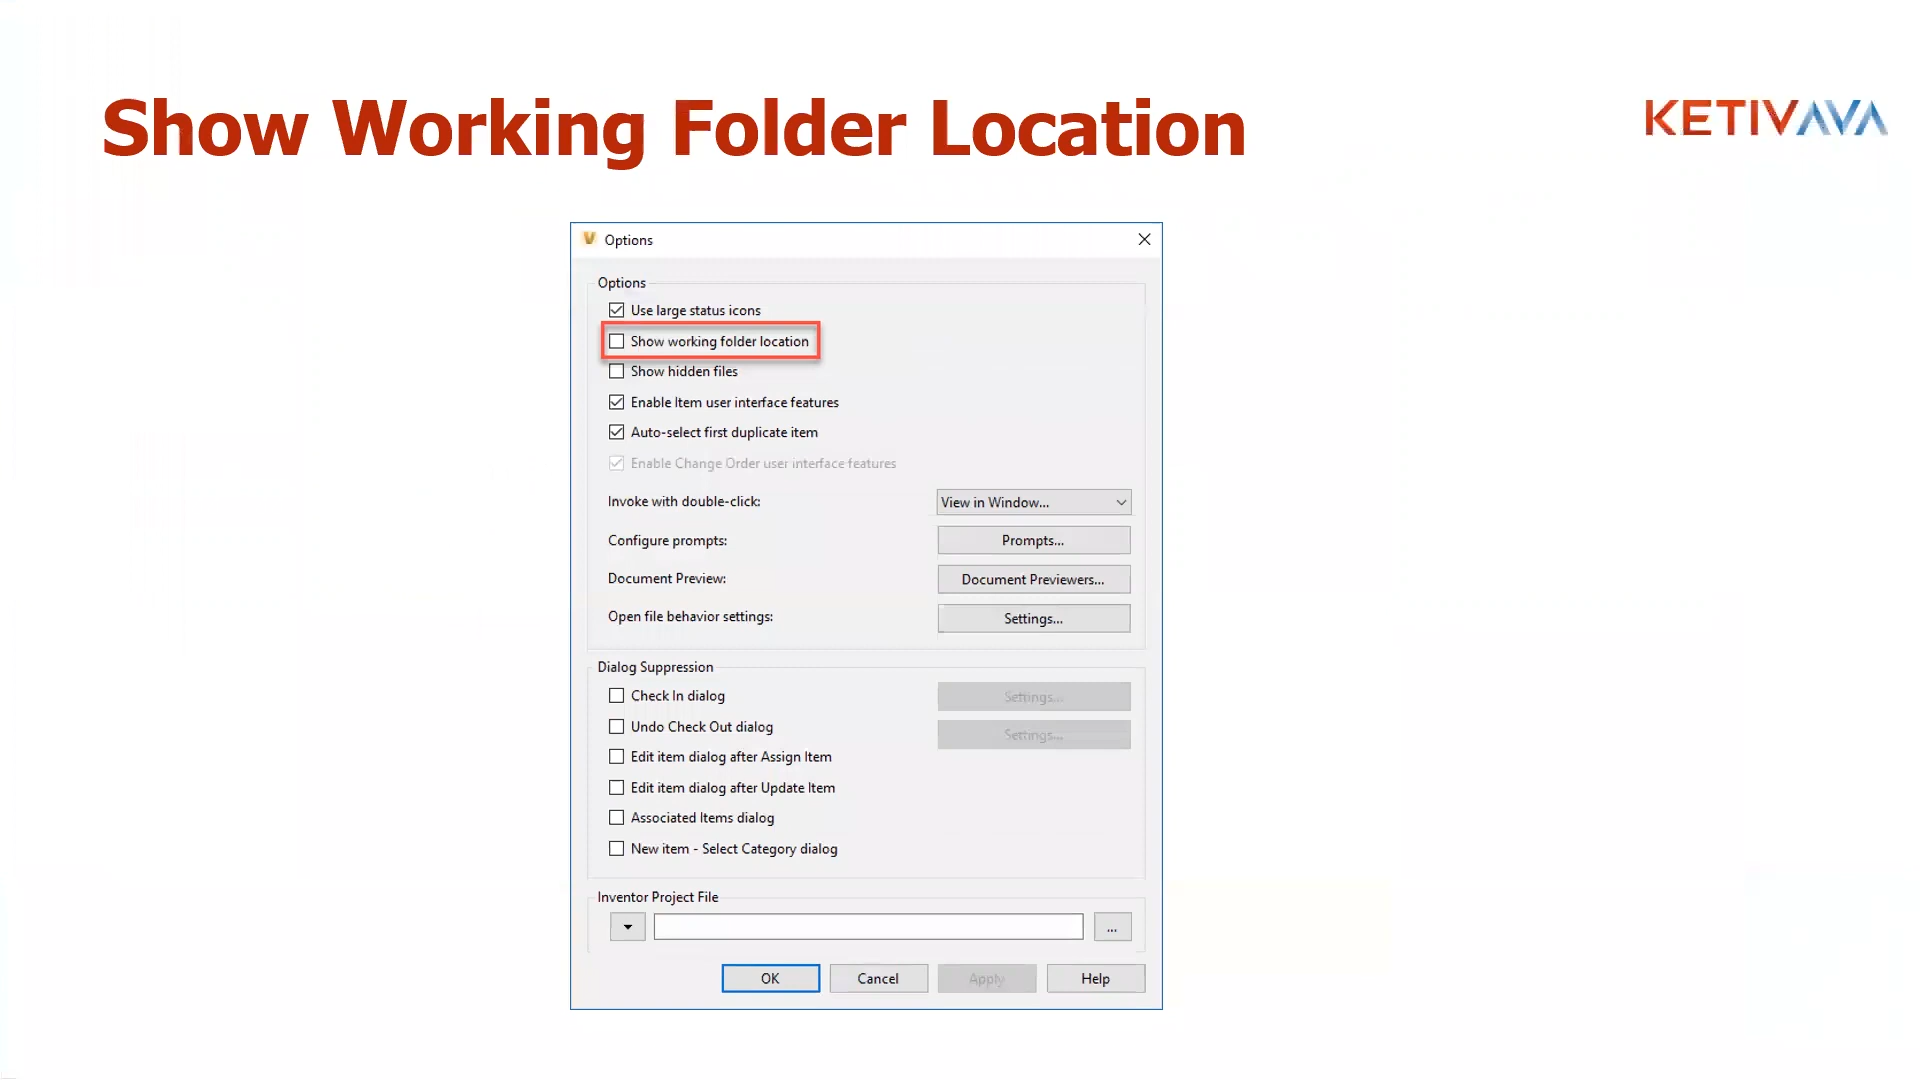 Show Working Folder Location
KETIVAVA
Options
Options
Use large status icons
Show working folder location
Show hidden files
Enable Item user interface features
Auto-select first duplicate item
Enable Change Order user interface features
Invoke with double-click:
View in Window...
Configure prompts:
Prompts...
Document Preview:
Document Previewers...
Open file behavior settings:
Settings...
Dialog Suppression
Check In dialog
Settings...
Undo Check Out dialog
Settings...
Edit item dialog after Assign Item
Edit item dialog after Update Item
Associated Items dialog
New item - Select Category dialog
Inventor Project File
...
OK
Cancel
Apply
Help